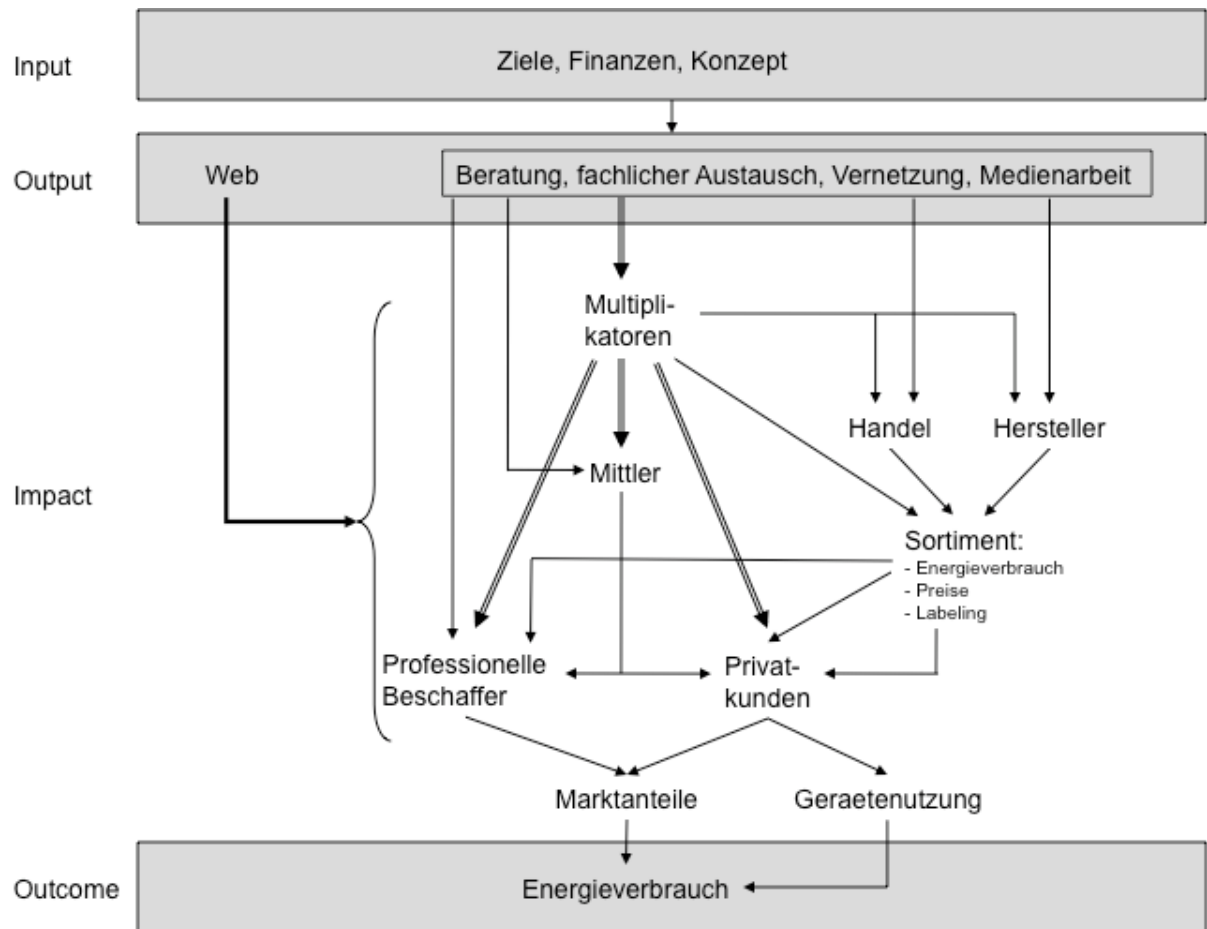 Input
Ziele, Finanzen, Konzept
Output
Web
Beratung, fachlicher Austausch, Vernetzung, Medienarbeit
Multipli-
katoren
Handel
Hersteller
Mittler
Impact
Sortiment:
- Energieverbrauch
- Preise
- Labeling
Professionelle
Beschaffer
Privat-
kunden
Marktanteile
Geraetenutzung
Outcome
Energieverbrauch